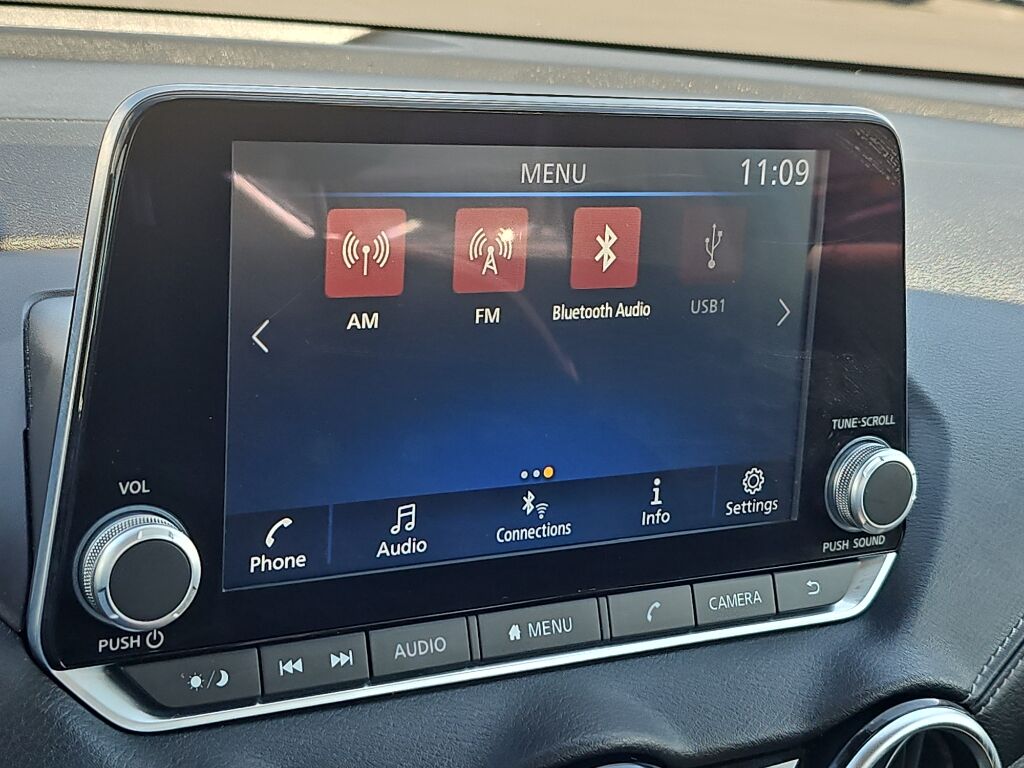 MENU
11:09
AM
FM
Bluetooth Audio
USB1
TUNE·SCROLL
VOL
Phone
Audio
Connections
Info
Settings
PUSH SOUND
PUSH
AUDIO
MENU
CAMERA